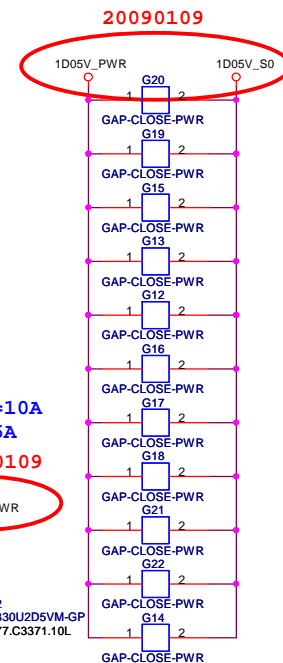 20090109
1D05V_PWR 1D05V_S0
G20
1 2
GAP-CLOSE-PWR
G19
1 2
GAP-CLOSE-PWR
G15
1 2
GAP-CLOSE-PWR
G13
1 2
GAP-CLOSE-PWR
G12
1 2
GAP-CLOSE-PWR
G16
1 2
GAP-CLOSE-PWR
G17
1 2
GAP-CLOSE-PWR
G18
1 2
GAP-CLOSE-PWR
G21
1 2
GAP-CLOSE-PWR
G22
1 2
GAP-CLOSE-PWR
G14
1 2
GAP-CLOSE-PWR
=10A
5A
0109
WR
2
330U2D5VM-GP
77.C3371.10L